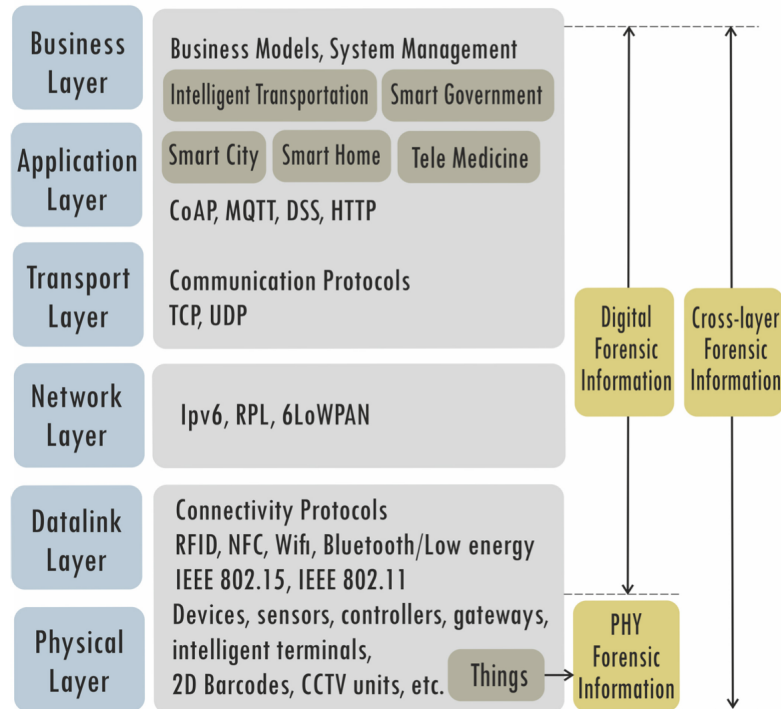 Business
Layer
Business Models, System Management
Intelligent Transportation
Smart Government
Application
Layer
Smart City
Smart Home
Tele Medicine
CoAP, MQTT, DSS, HTTP
Transport
Layer
Communication Protocols
TCP, UDP
Network
Layer
Ipv6, RPL, 6LoWPAN
Datalink
Layer
Connectivity Protocols
RFID, NFC, Wifi, Bluetooth/Low energy
IEEE 802.15, IEEE 802.11
Physical
Layer
Devices, sensors, controllers, gateways,
intelligent terminals,
2D Barcodes, CCTV units, etc.
Things
Digital
Forensic
Information
Cross-layer
Forensic
Information
PHY
Forensic
Information